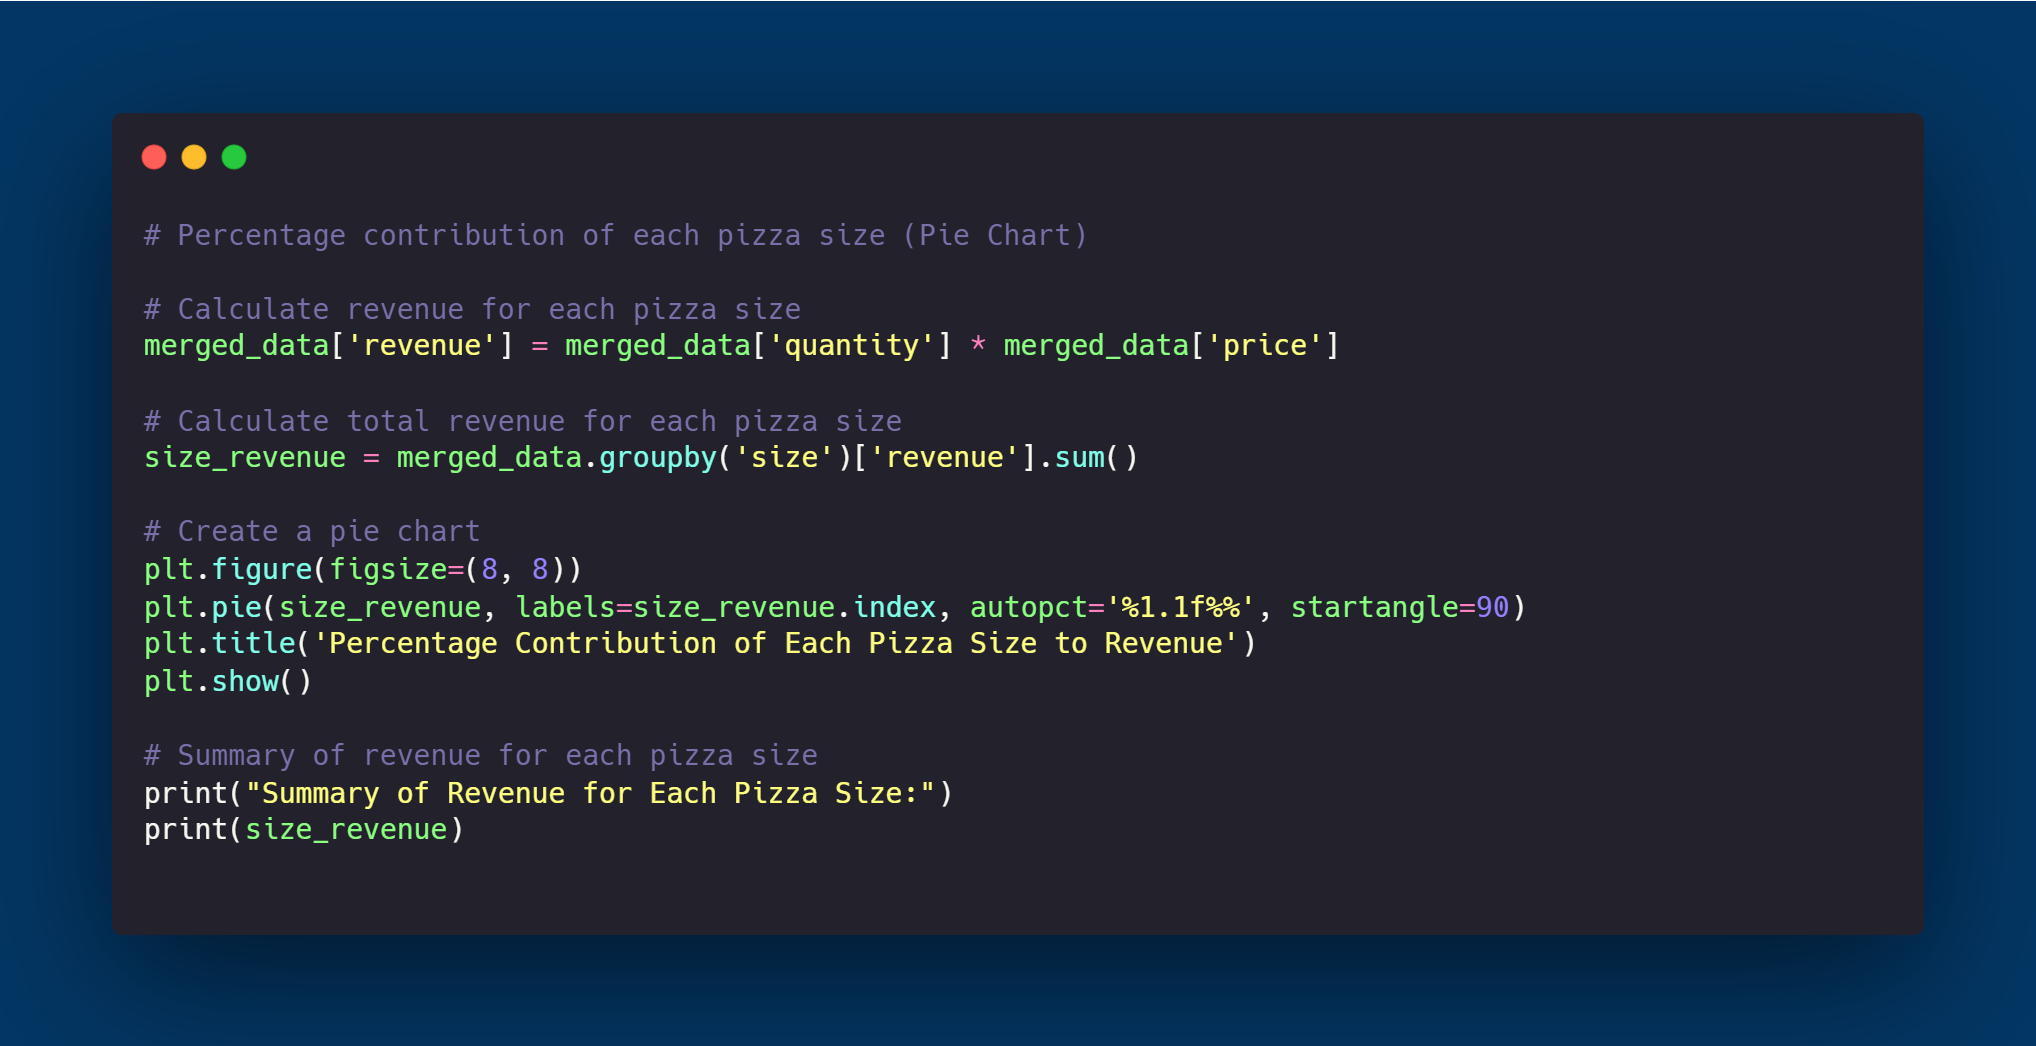 # Percentage contribution of each pizza size (Pie Chart)
# Calculate revenue for each pizza size
merged_data['revenue'] = merged_data['quantity'] * merged_data['price']
# Calculate total revenue for each pizza size
size_revenue = merged_data.groupby('size')['revenue'].sum()
# Create a pie chart
plt.figure(figsize=(8, 8))
plt.pie(size_revenue, labels=size_revenue.index, autopct='%1.1f%%', startangle=90)
plt.title('Percentage Contribution of Each Pizza Size to Revenue')
plt.show()
# Summary of revenue for each pizza size
print("Summary of Revenue for Each Pizza Size:")
print(size_revenue)